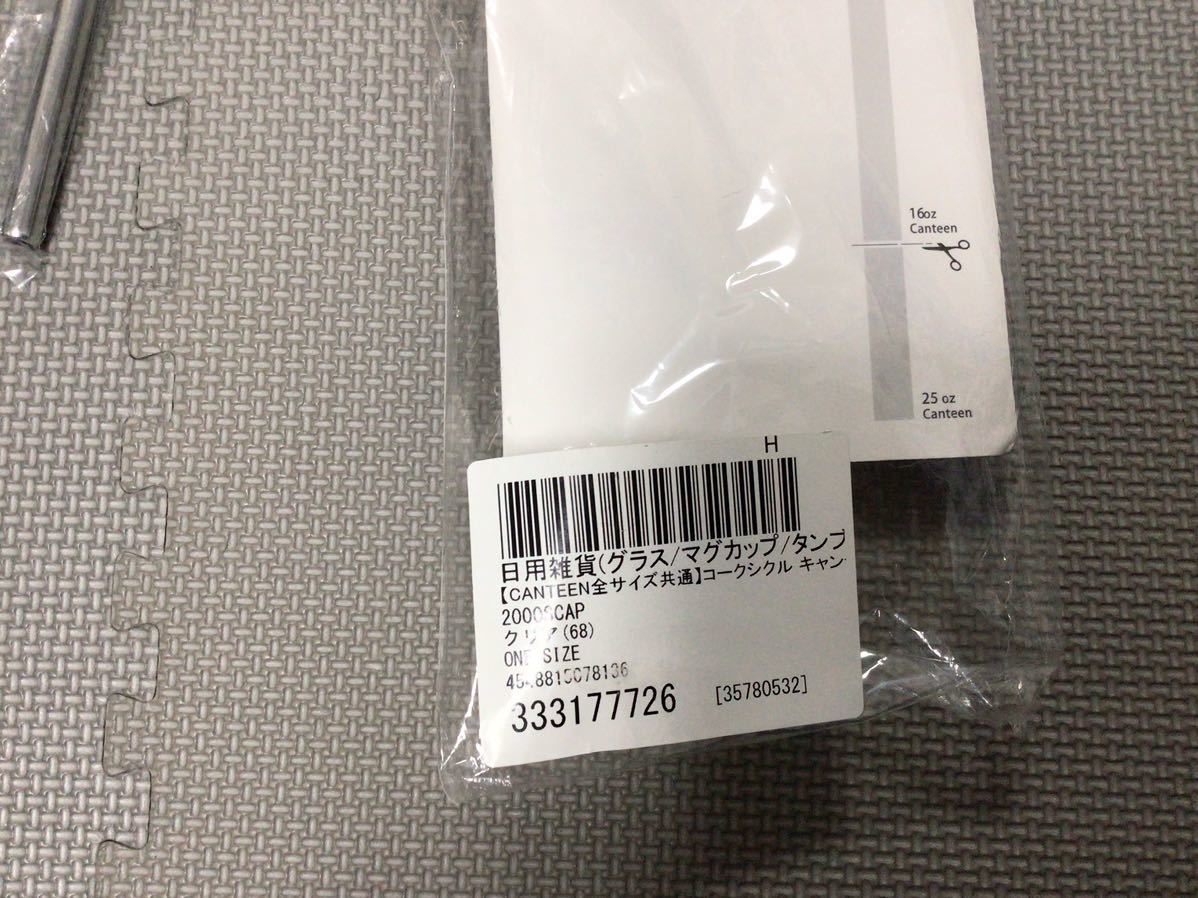 16oz
Canteen
25 oz
Canteen
H
日用雑貨(グラス/マグカップ/タンブ
【CANTEEN全サイズ共通】コークシクル キャン
クリア(68)
ONE SIZE
333177726
[35780532]